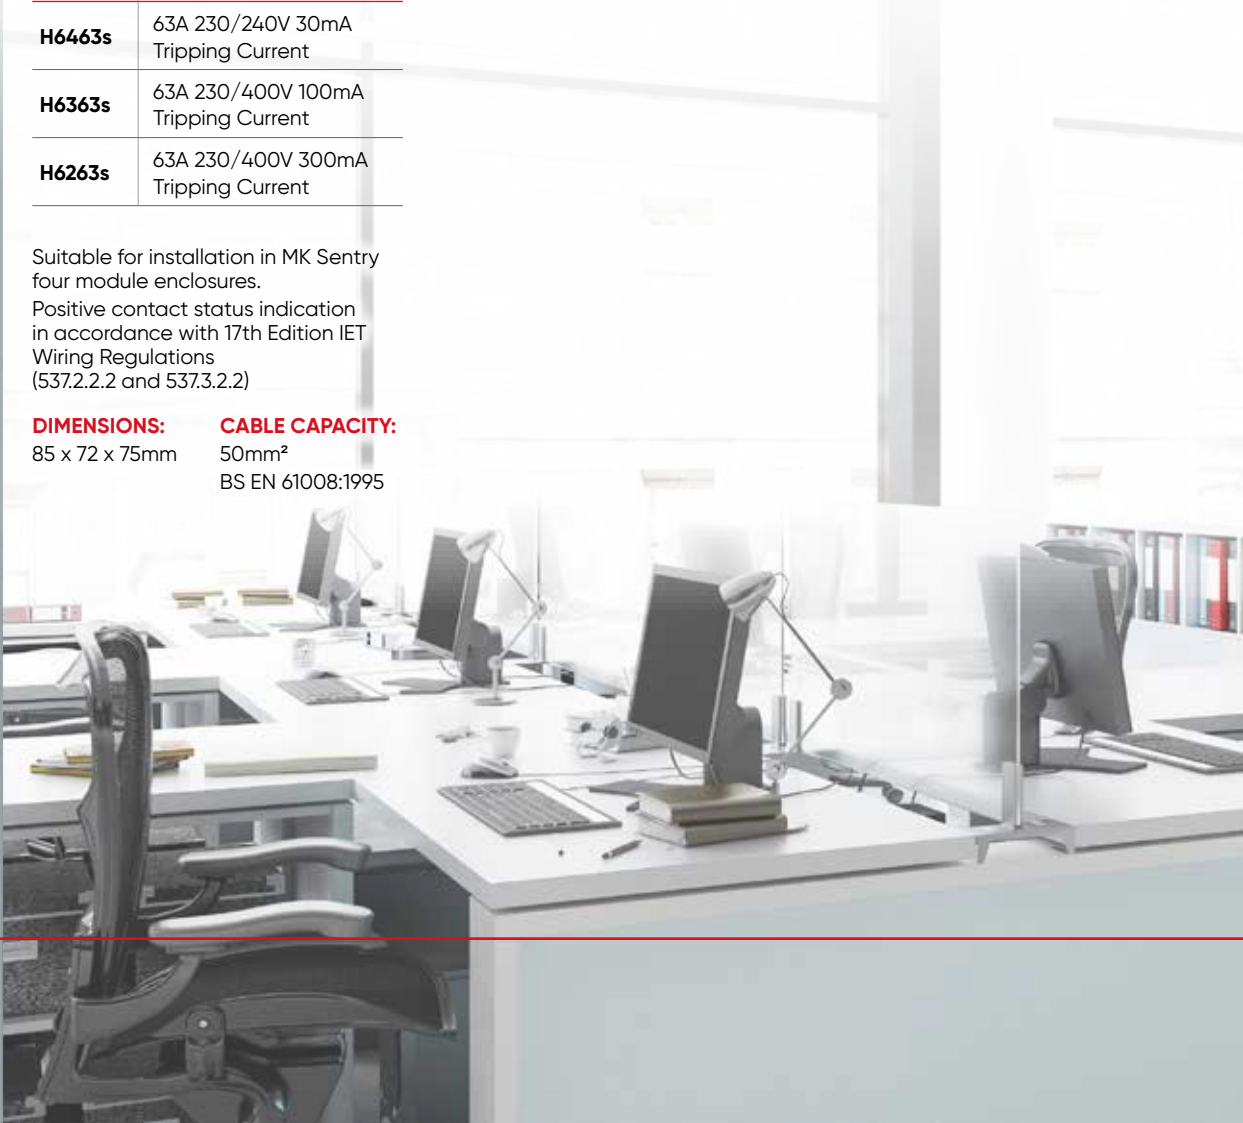 H6463s
63A 230/240V 30mA
Tripping Current
H6363s
63A 230/400V 100mA
Tripping Current
H6263s
63A 230/400V 300mA
Tripping Current
Suitable for installation in MK Sentry
four module enclosures.
Positive contact status indication
in accordance with 17th Edition IET
Wiring Regulations
(537.2.2.2 and 537.3.2.2)
DIMENSIONS:
85 x 72 x 75mm
CABLE CAPACITY:
50mm²
BS EN 61008:1995